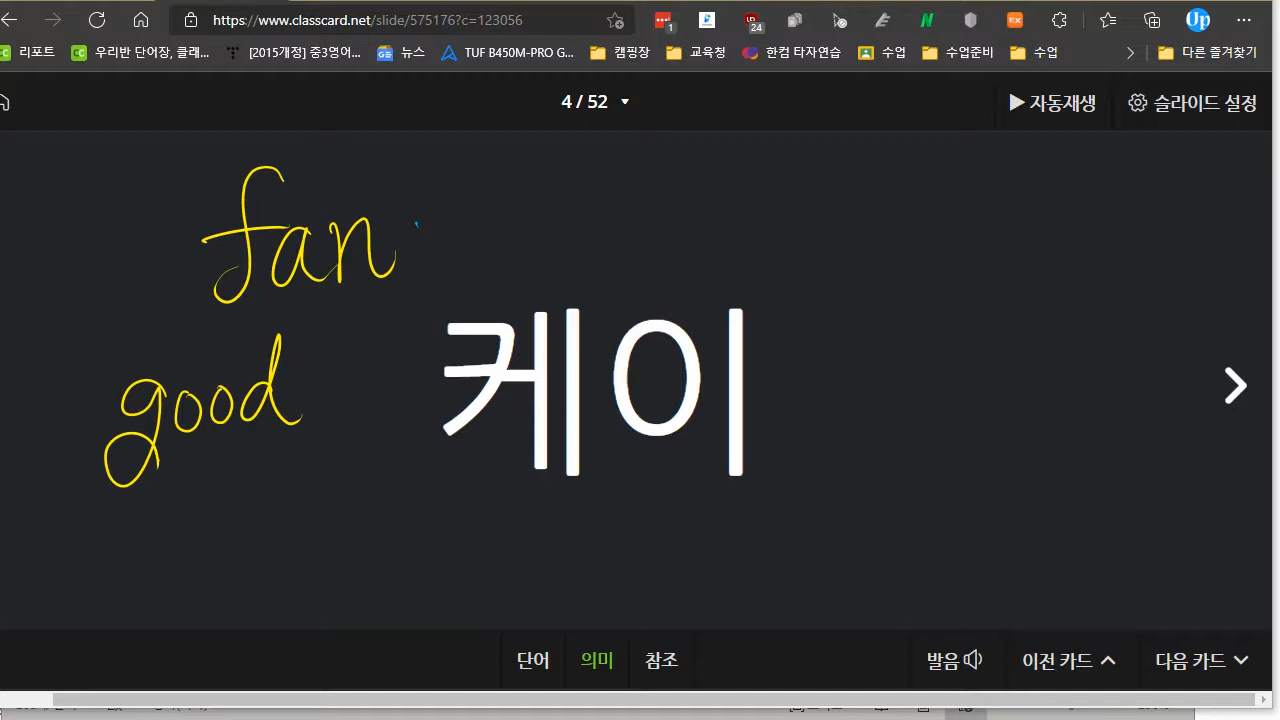 https://www.classcard.net/slide/575176?c=123056
1
24
EX
Up
리포트
우리반 단어장, 클래...
[2015개정] 중3영어...
뉴스
TUF B450M-PRO G...
캠핑장
교육청
한컴 타자연습
수업
수업준비
수업
다른 즐겨찾기
4 / 52
자동재생
슬라이드 설정
fan
케이
good
단어
의미
참조
발음
이전 카드
다음 카드